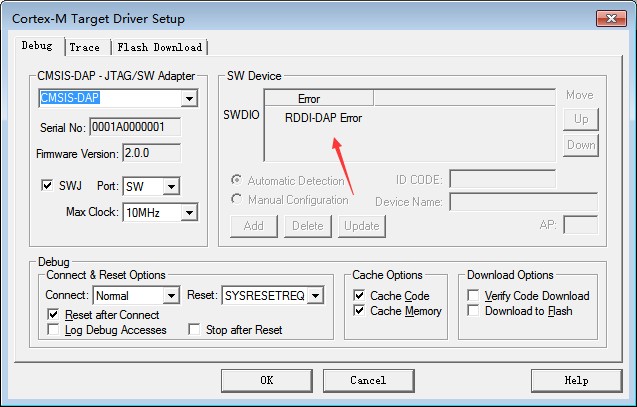 Cortex-M Target Driver Setup
Debug Trace Flash Download
CMSIS-DAP - JTAG/SW Adapter
CMSIS-DAP
Serial No: 0001A0000001
Firmware Version: 2.0.0
SWJ Port: SW
Max Clock: 10MHz
SW Device
Error
SWDIO RDDI-DAP Error
Move
Up
Down
Automatic Detection ID CODE:
Manual Configuration Device Name:
Add Delete Update AP:
Debug
Connect & Reset Options
Connect: Normal Reset: SYSRESETREQ
Reset after Connect
Log Debug Accesses Stop after Reset
Cache Options
Cache Code
Cache Memory
Download Options
Verify Code Download
Download to Flash
OK Cancel Help